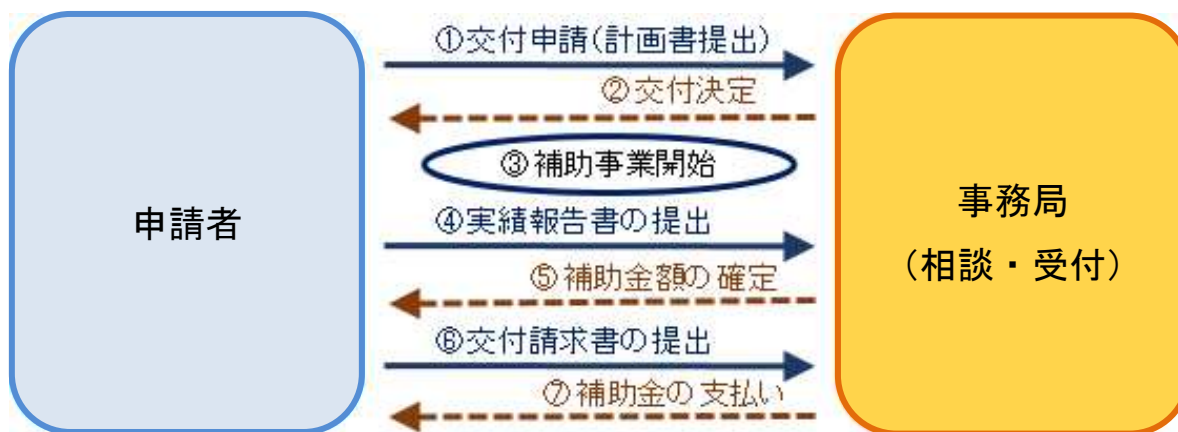 申請者
①交付申請(計画書提出)
②交付決定
③補助事業開始
④実績報告書の提出
⑤補助金額の確定
⑥交付請求書の提出
⑦補助金の支払い
事務局
（相談・受付）